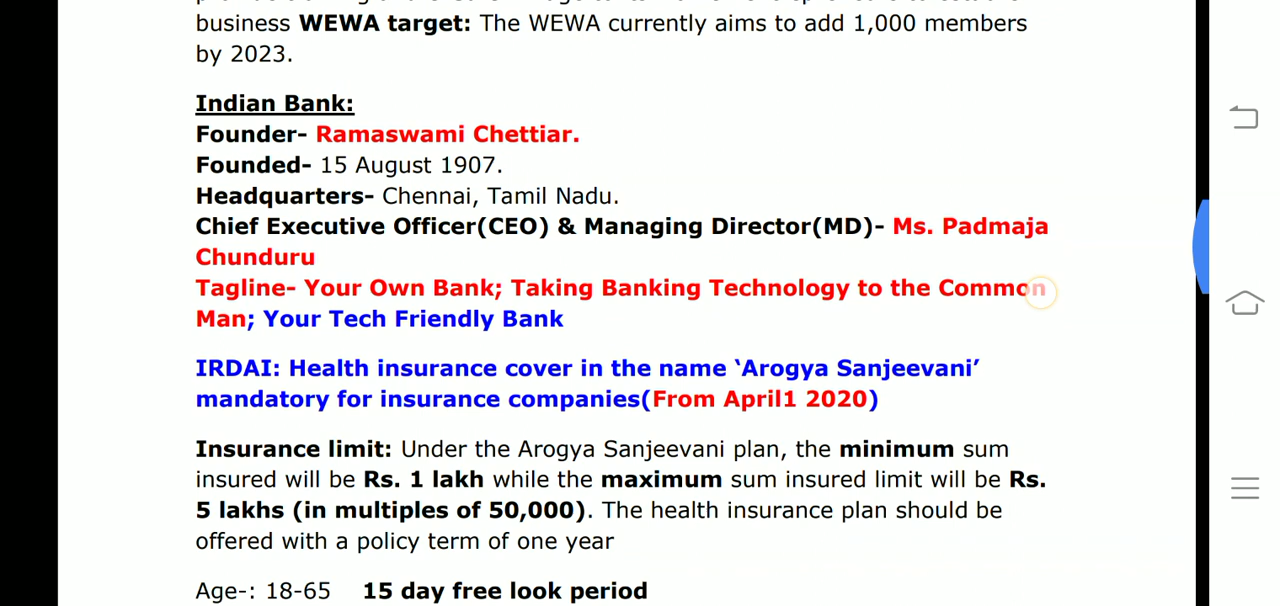 business WEWA target: The WEWA currently aims to add 1,000 members
by 2023.
Indian Bank:
Founder- Ramaswami Chettiar.
Founded- 15 August 1907.
Headquarters- Chennai, Tamil Nadu.
Chief Executive Officer(CEO) & Managing Director(MD)- Ms. Padmaja
Chunduru
Tagline- Your Own Bank; Taking Banking Technology to the Common
Man; Your Tech Friendly Bank
IRDAI: Health insurance cover in the name ‘Arogya Sanjeevani’
mandatory for insurance companies(From April1 2020)
Insurance limit: Under the Arogya Sanjeevani plan, the minimum sum
insured will be Rs. 1 lakh while the maximum sum insured limit will be Rs.
5 lakhs (in multiples of 50,000). The health insurance plan should be
offered with a policy term of one year
Age-: 18-65 15 day free look period